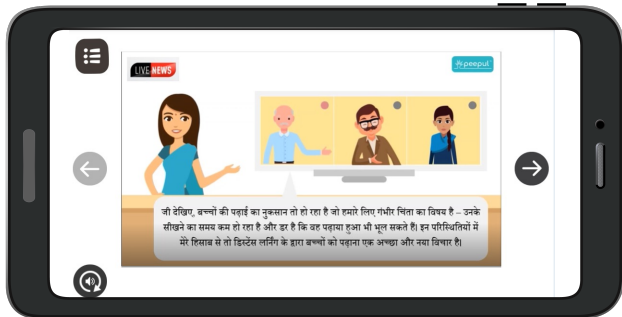 LIVE NEWS
peepul
जी देखिए, बच्चों की पढ़ाई का नुकसान तो हो रहा है जो हमारे लिए गंभीर चिंता का विषय है – उनके
सीखने का समय कम हो रहा है और डर है कि वह पढ़ाया हुआ भी भूल सकते हैं। इन परिस्थितियों में
मेरे हिसाब से तो डिस्टेंस लर्निंग के द्वारा बच्चों को पढ़ाना एक अच्छा और नया विचार है।